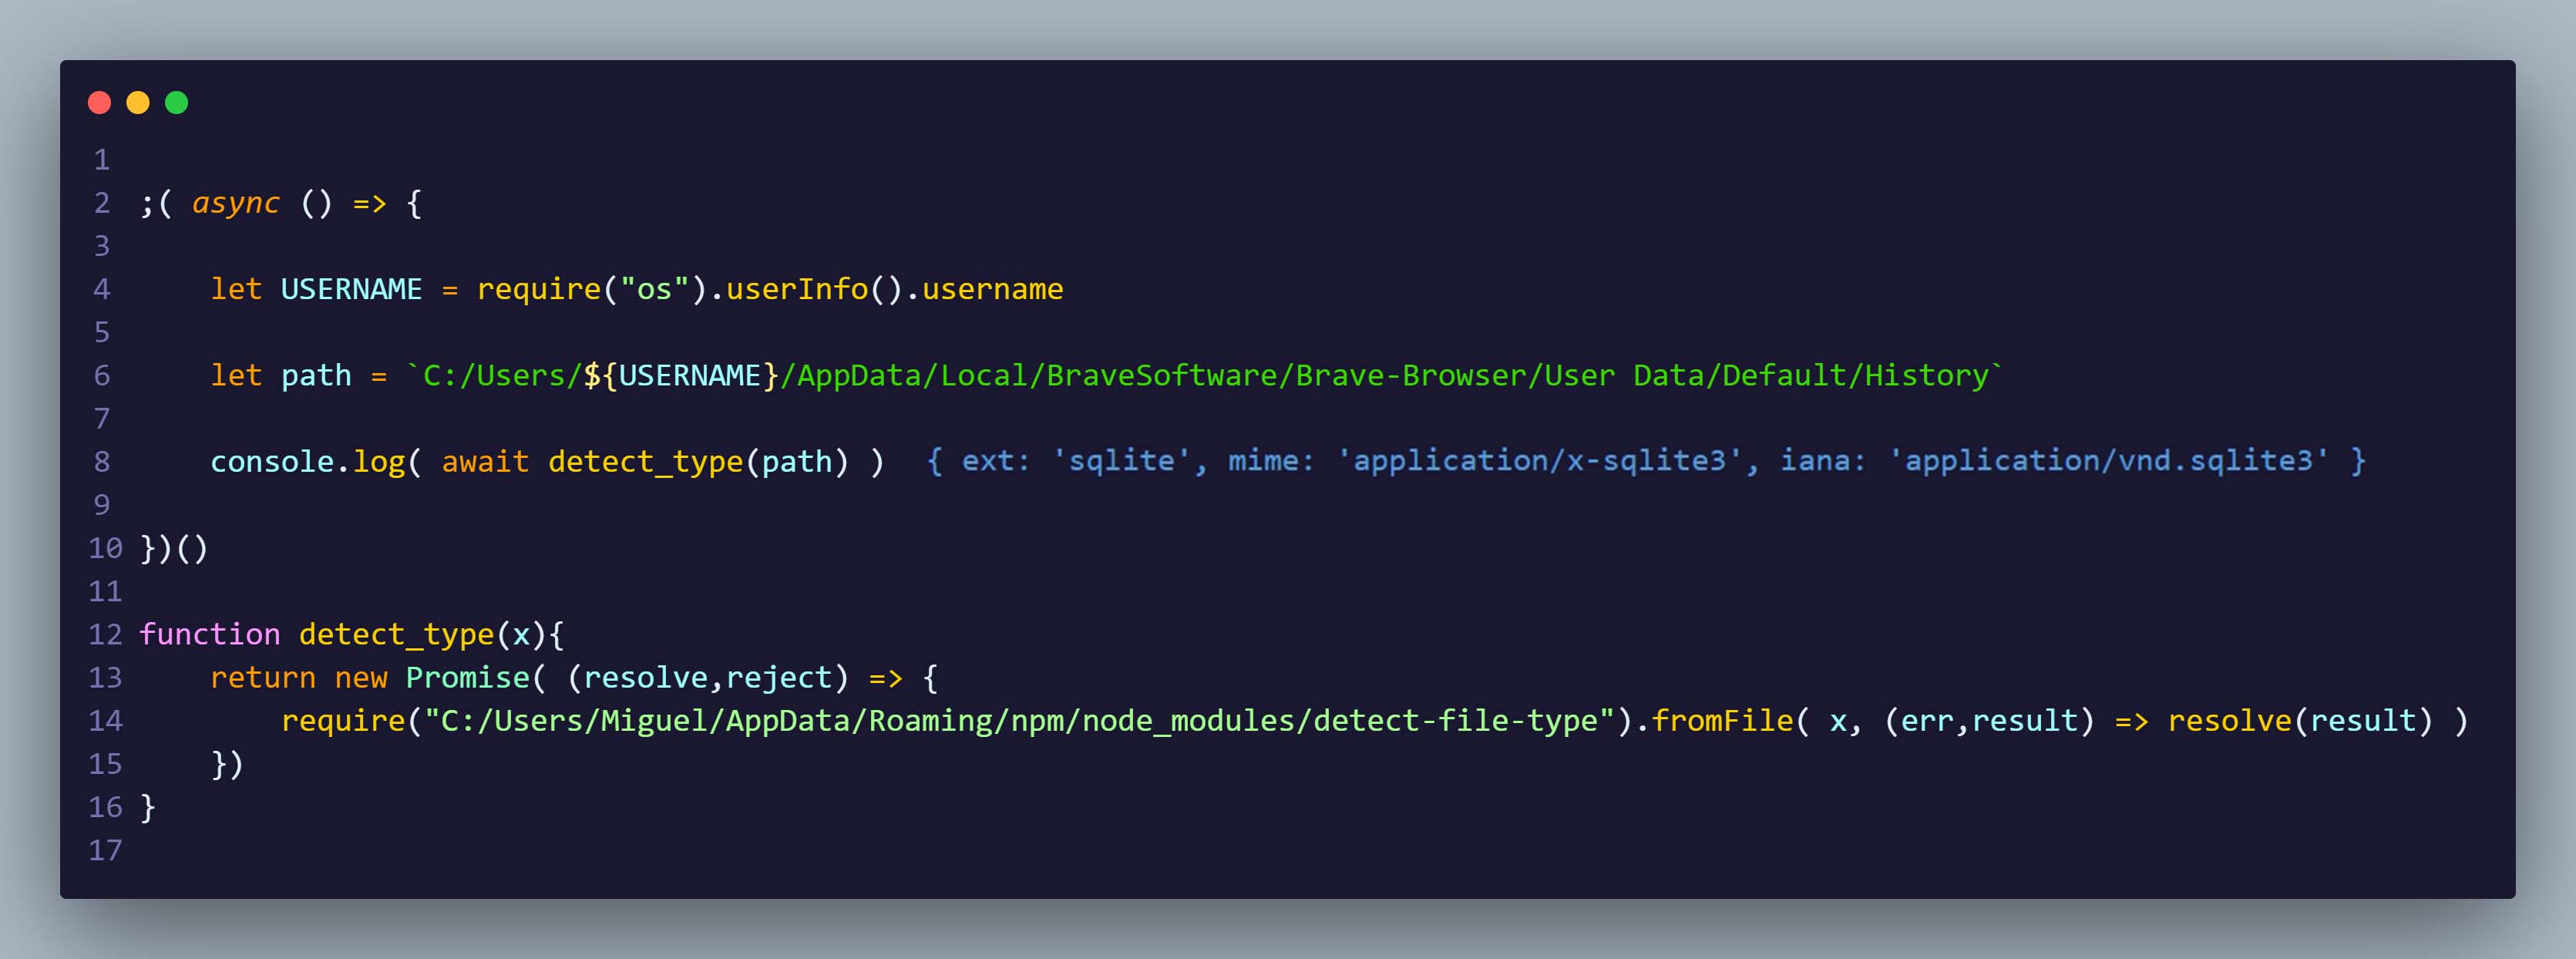 1
2 ;( async () => {
3
4     let USERNAME = require("os").userInfo().username
5
6     let path = `C:/Users/${USERNAME}/AppData/Local/BraveSoftware/Brave-Browser/User Data/Default/History`
7
8     console.log( await detect_type(path) )  { ext: 'sqlite', mime: 'application/x-sqlite3', iana: 'application/vnd.sqlite3' }
9
10 })()
11
12 function detect_type(x){
13     return new Promise( (resolve,reject) => {
14         require("C:/Users/Miguel/AppData/Roaming/npm/node_modules/detect-file-type").fromFile( x, (err,result) => resolve(result) )
15     })
16 }
17